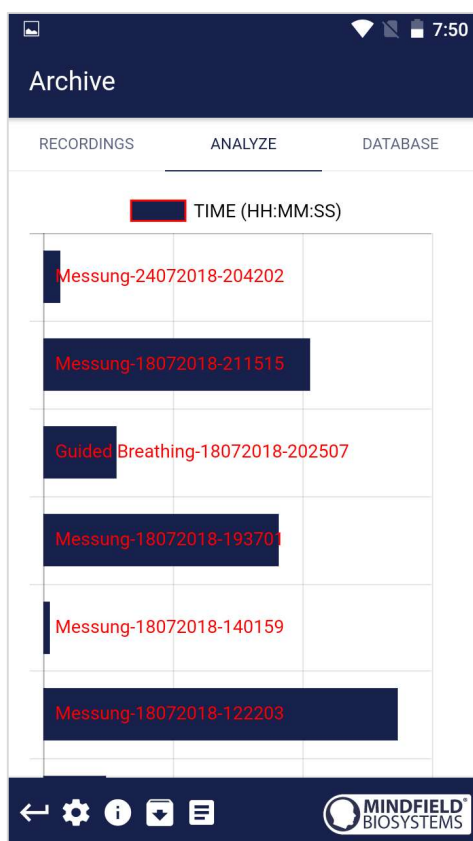 7:50
Archive
RECORDINGS ANALYZE DATABASE
TIME (HH:MM:SS)
Messung-24072018-204202
Messung-18072018-211515
Guided Breathing-18072018-202507
Messung-18072018-193701
Messung-18072018-140159
Messung-18072018-122203
MINDFIELD®
BIOSYSTEMS